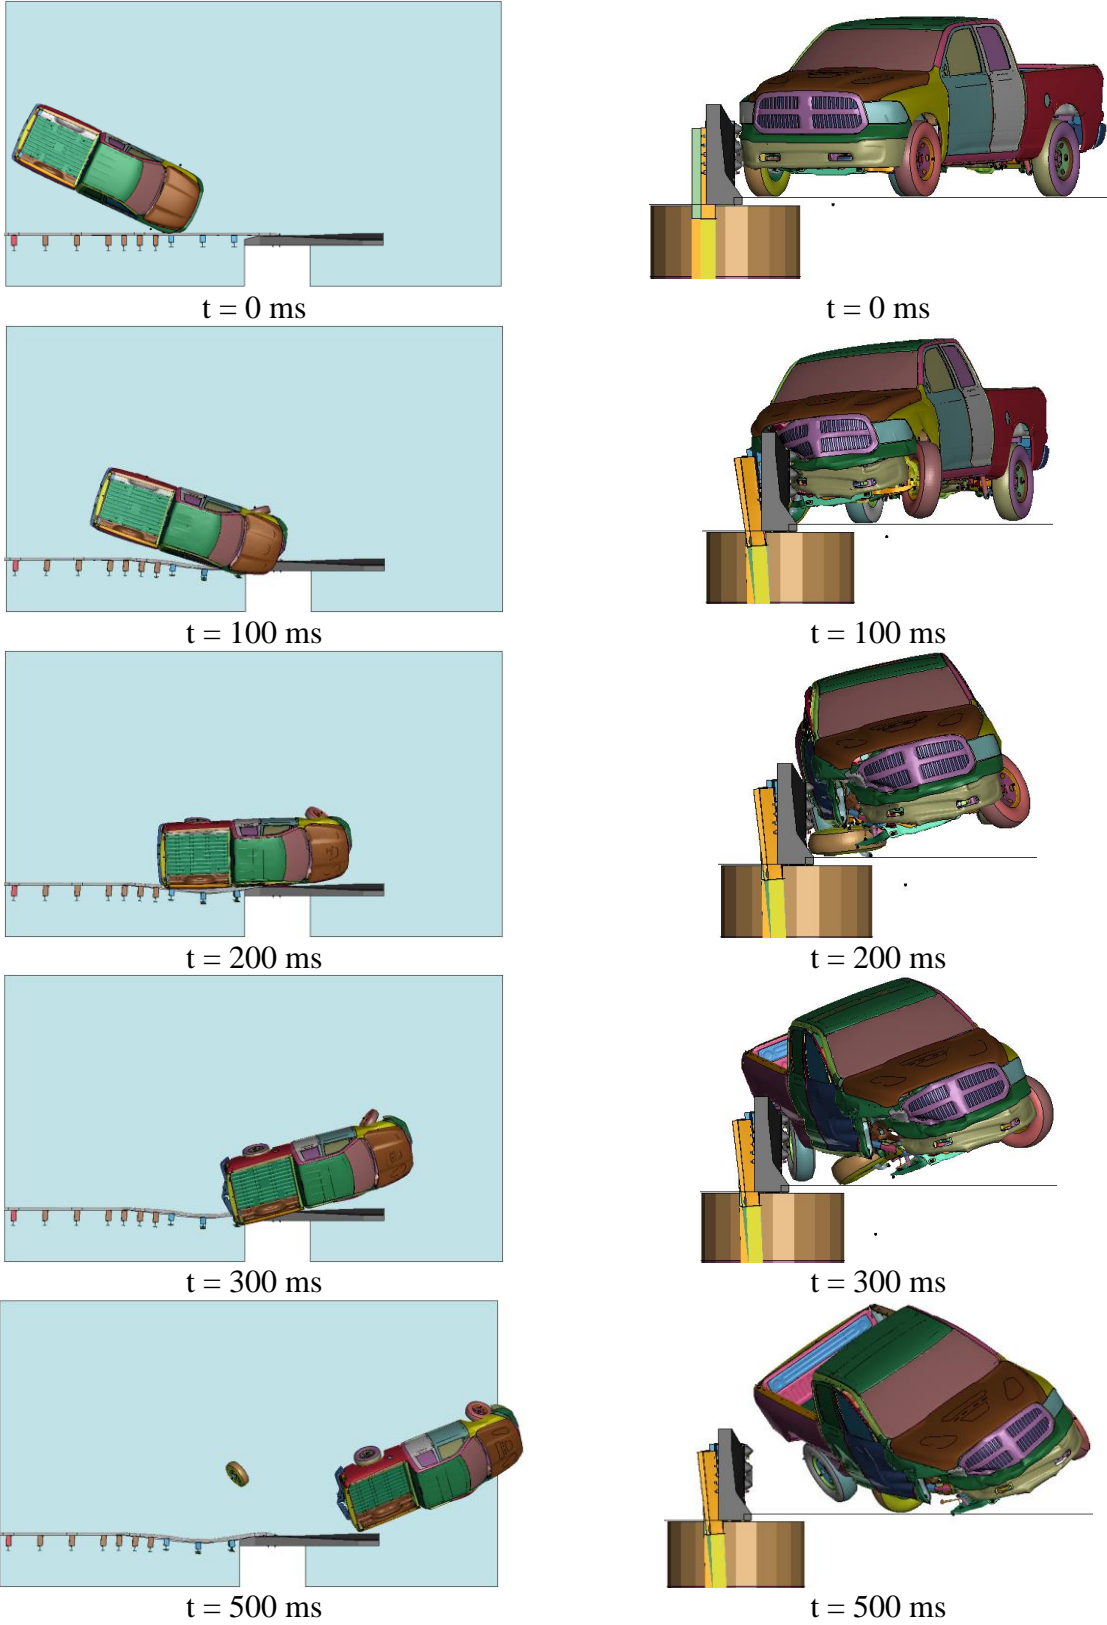 t = 0 ms
t = 0 ms
t = 100 ms
t = 100 ms
t = 200 ms
t = 200 ms
t = 300 ms
t = 300 ms
t = 500 ms
t = 500 ms